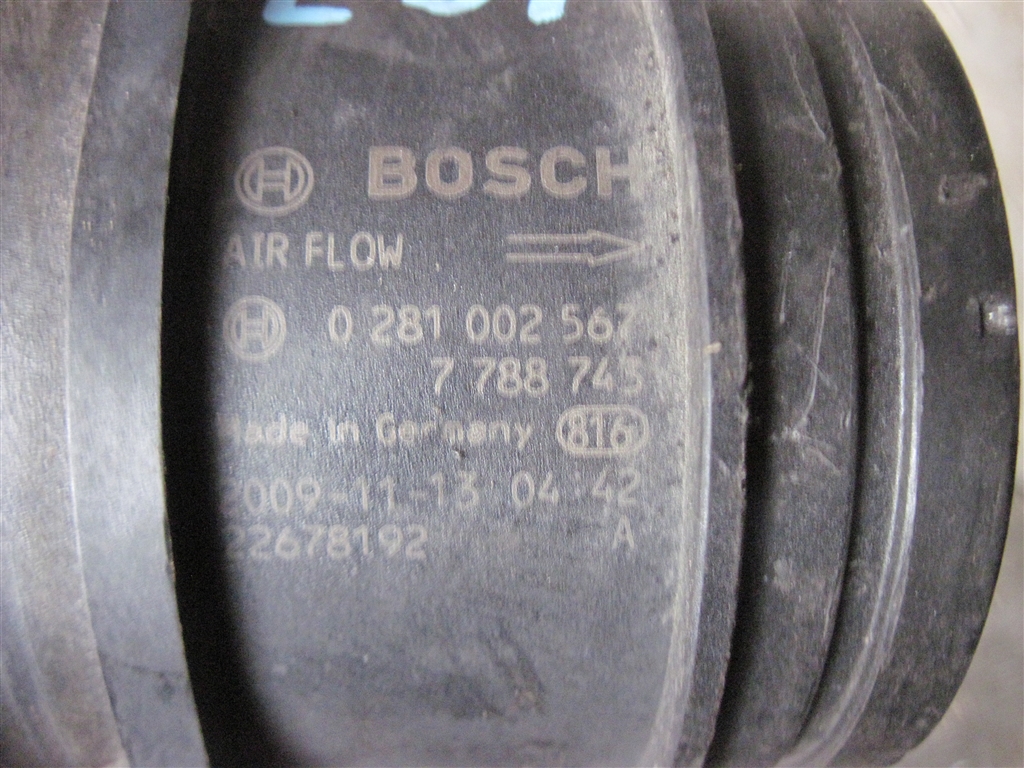 BOSCH
AIR FLOW
0 281 002 567
7 788 743
Made in Germany 816
2009-11-13 04:42
22678192 A